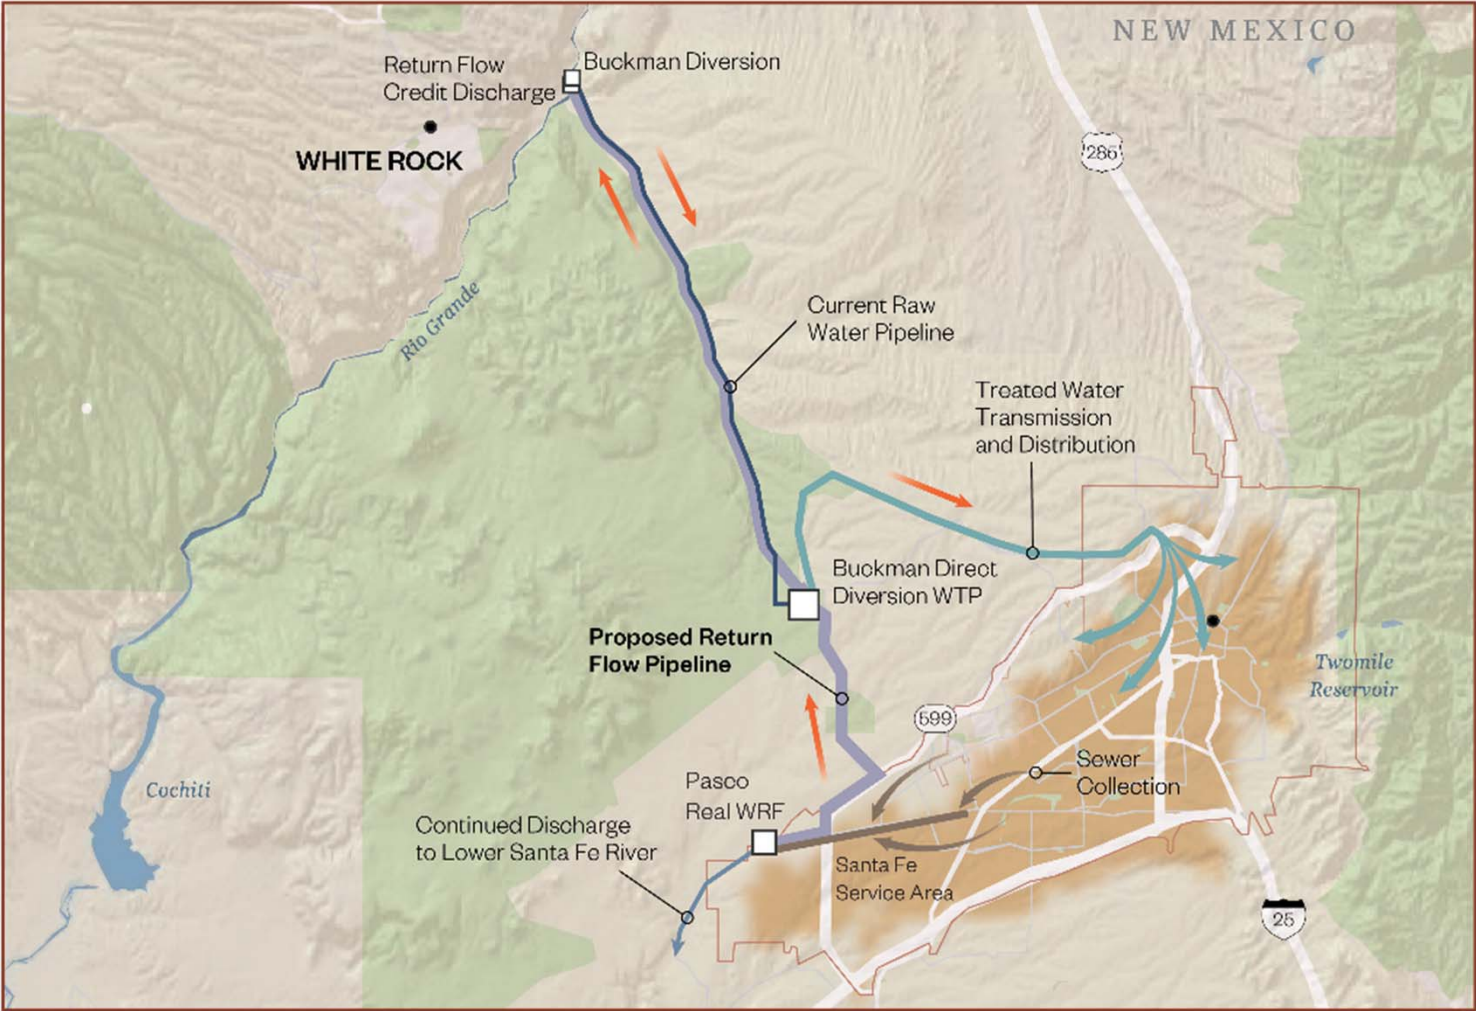 NEW MEXICO
Buckman Diversion
Return Flow
Credit Discharge
WHITE ROCK
285
Rio Grande
Current Raw
Water Pipeline
Treated Water
Transmission
and Distribution
Buckman Direct
Diversion WTP
Proposed Return
Flow Pipeline
Twomile
Reservoir
599
Sewer
Collection
Pasco
Real WRF
Cochiti
Continued Discharge
to Lower Santa Fe River
Santa Fe
Service Area
25